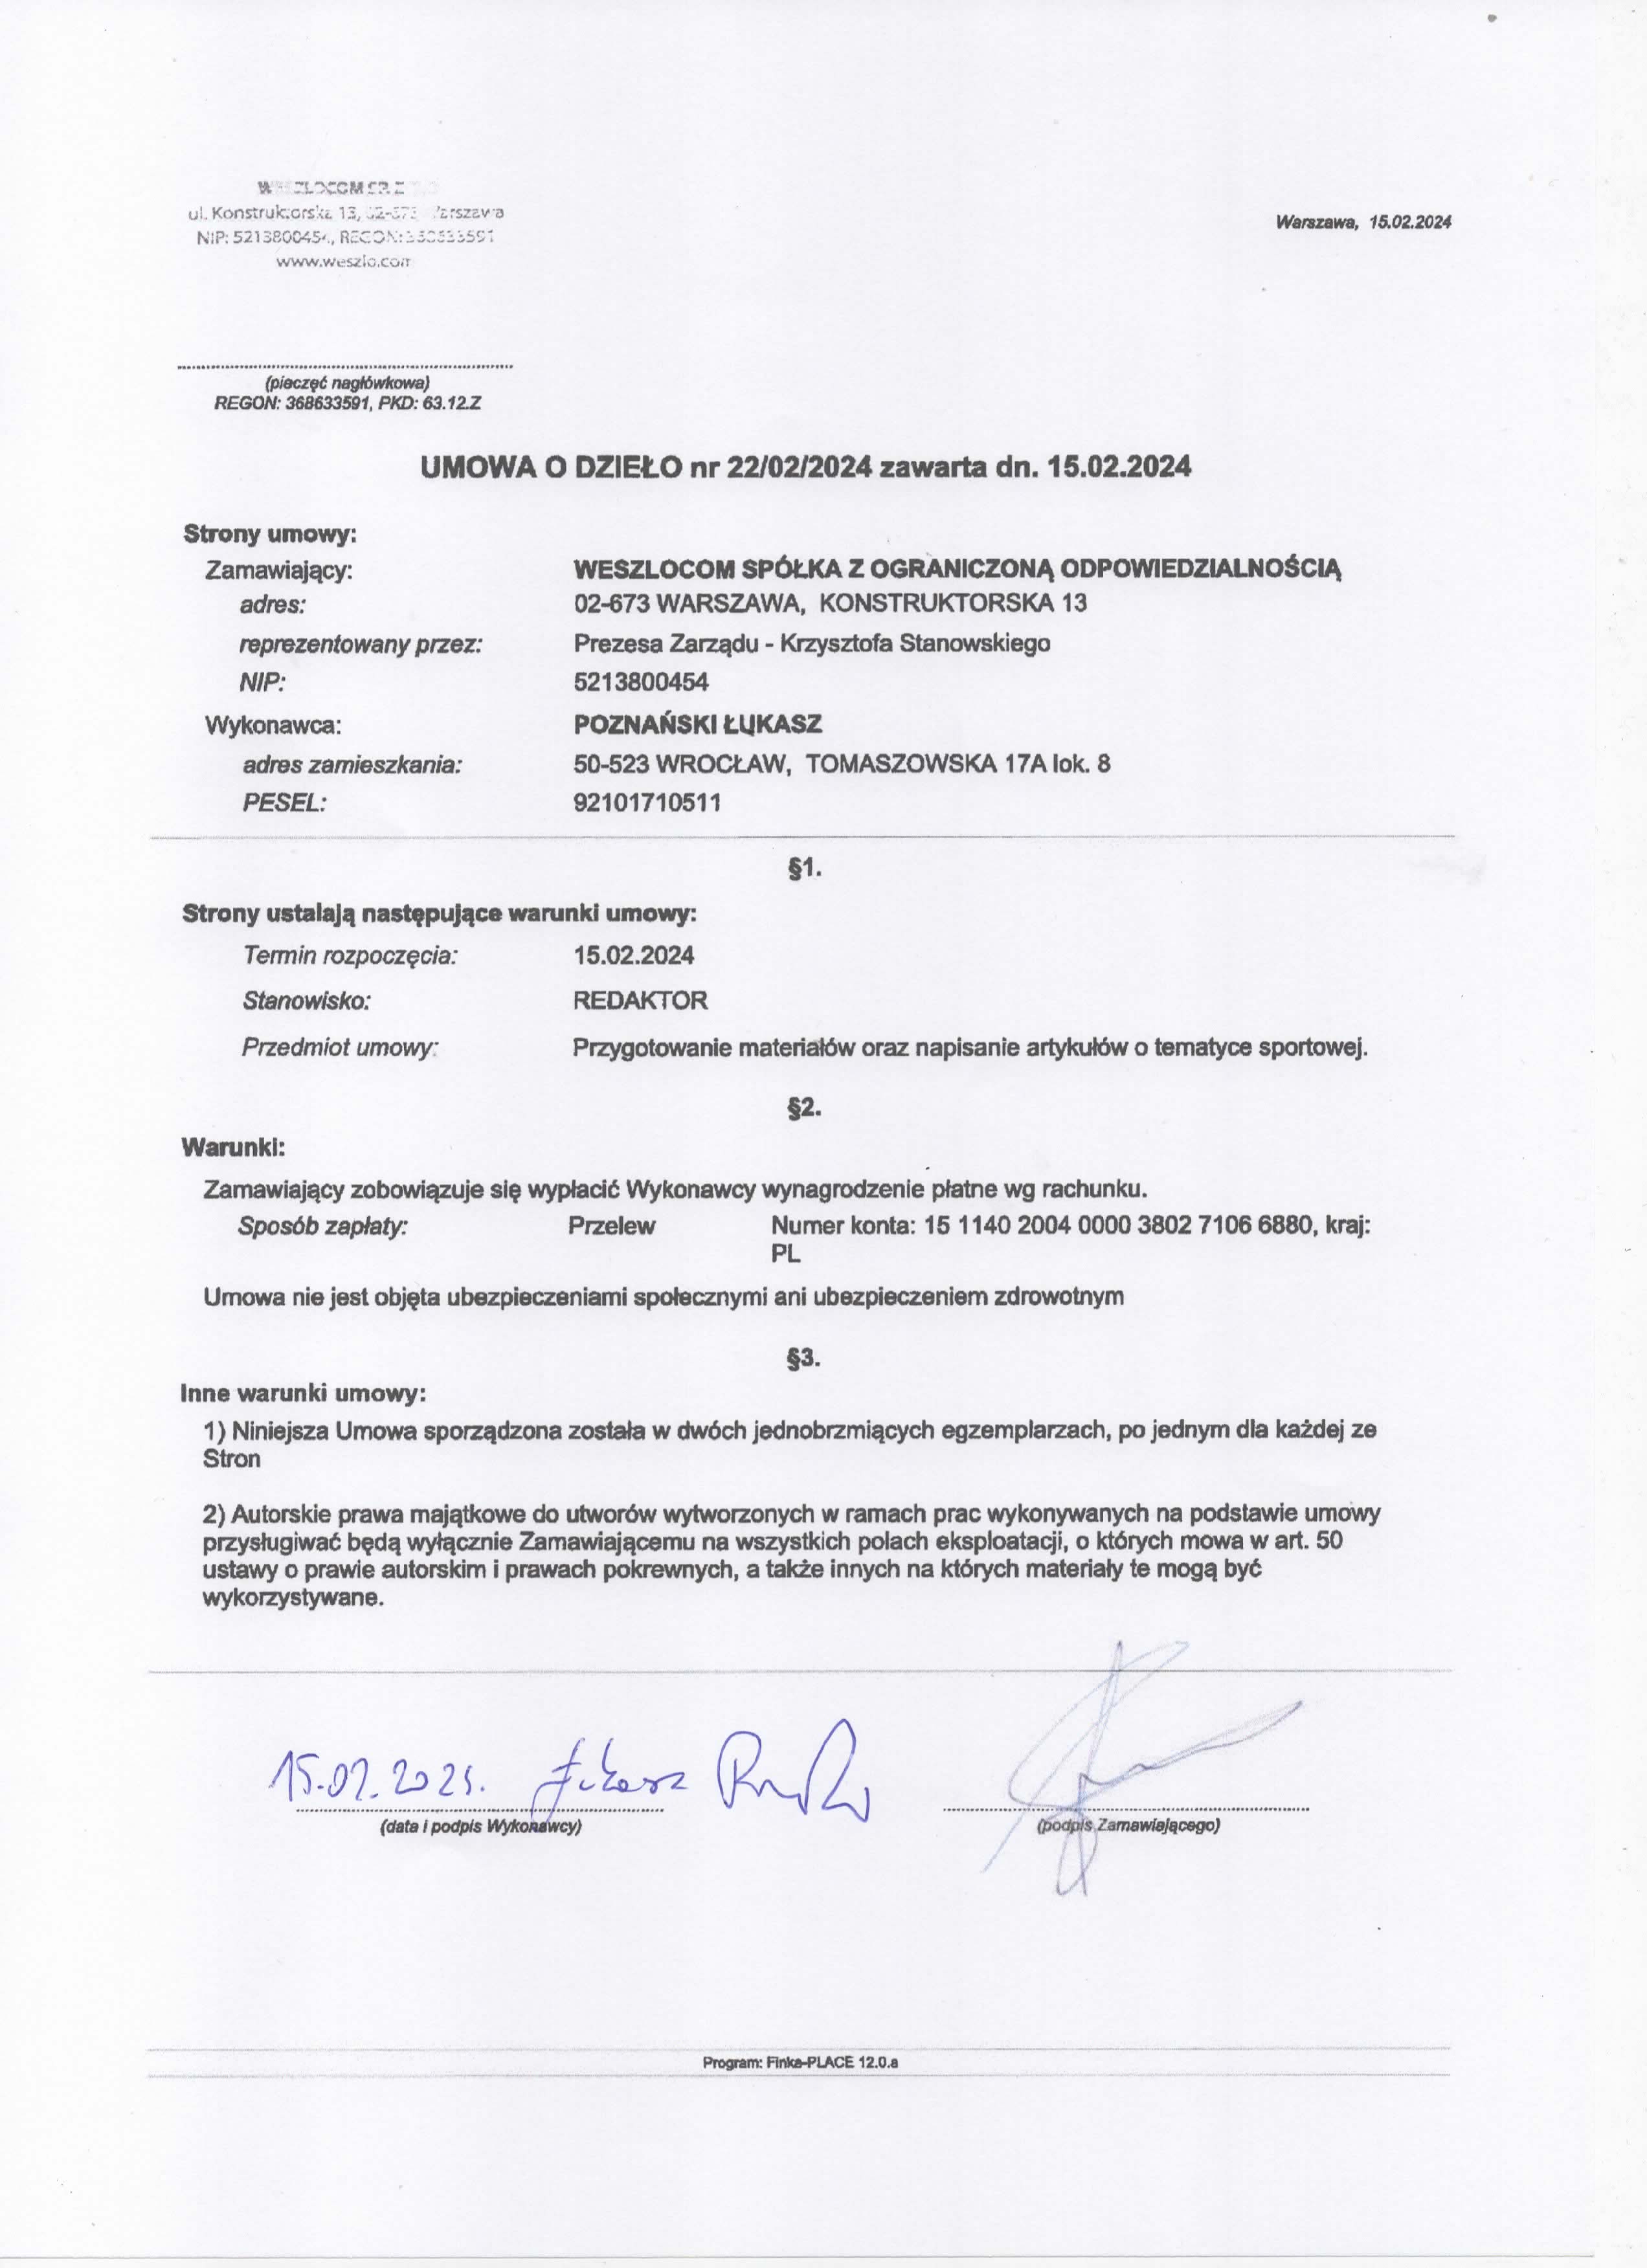 ul. Konstruktorska 13, 02-673 Warszawa
NIP: 5213800454, REGON:
www.weszlo.com
Warszawa, 15.02.2024
(pieczęć nagłówkowa)
REGON: 368633591, PKD: 63.12.Z
UMOWA O DZIEŁO nr 22/02/2024 zawarta dn. 15.02.2024
Strony umowy:
Zamawiający: WESZLOCOM SPÓŁKA Z OGRANICZONĄ ODPOWIEDZIALNOŚCIĄ
adres: 02-673 WARSZAWA, KONSTRUKTORSKA 13
reprezentowany przez: Prezesa Zarządu - Krzysztofa Stanowskiego
NIP: 5213800454
Wykonawca: POZNAŃSKI ŁUKASZ
adres zamieszkania: 50-523 WROCŁAW, TOMASZOWSKA 17A lok. 8
PESEL: 92101710511
§1.
Strony ustalają następujące warunki umowy:
Termin rozpoczęcia: 15.02.2024
Stanowisko: REDAKTOR
Przedmiot umowy: Przygotowanie materiałów oraz napisanie artykułów o tematyce sportowej.
§2.
Warunki:
Zamawiający zobowiązuje się wypłacić Wykonawcy wynagrodzenie płatne wg rachunku.
Sposób zapłaty: Przelew Numer konta: 15 1140 2004 0000 3802 7106 6880, kraj:
PL
Umowa nie jest objęta ubezpieczeniami społecznymi ani ubezpieczeniem zdrowotnym
§3.
Inne warunki umowy:
1) Niniejsza Umowa sporządzona została w dwóch jednobrzmiących egzemplarzach, po jednym dla każdej ze
Stron
2) Autorskie prawa majątkowe do utworów wytworzonych w ramach prac wykonywanych na podstawie umowy
przysługiwać będą wyłącznie Zamawiającemu na wszystkich polach eksploatacji, o których mowa w art. 50
ustawy o prawie autorskim i prawach pokrewnych, a także innych na których materiały te mogą być
wykorzystywane.
Łukasz
(data i podpis Wykonawcy)
(podpis Zamawiającego)
Program: Finka-PLACE 12.0.a